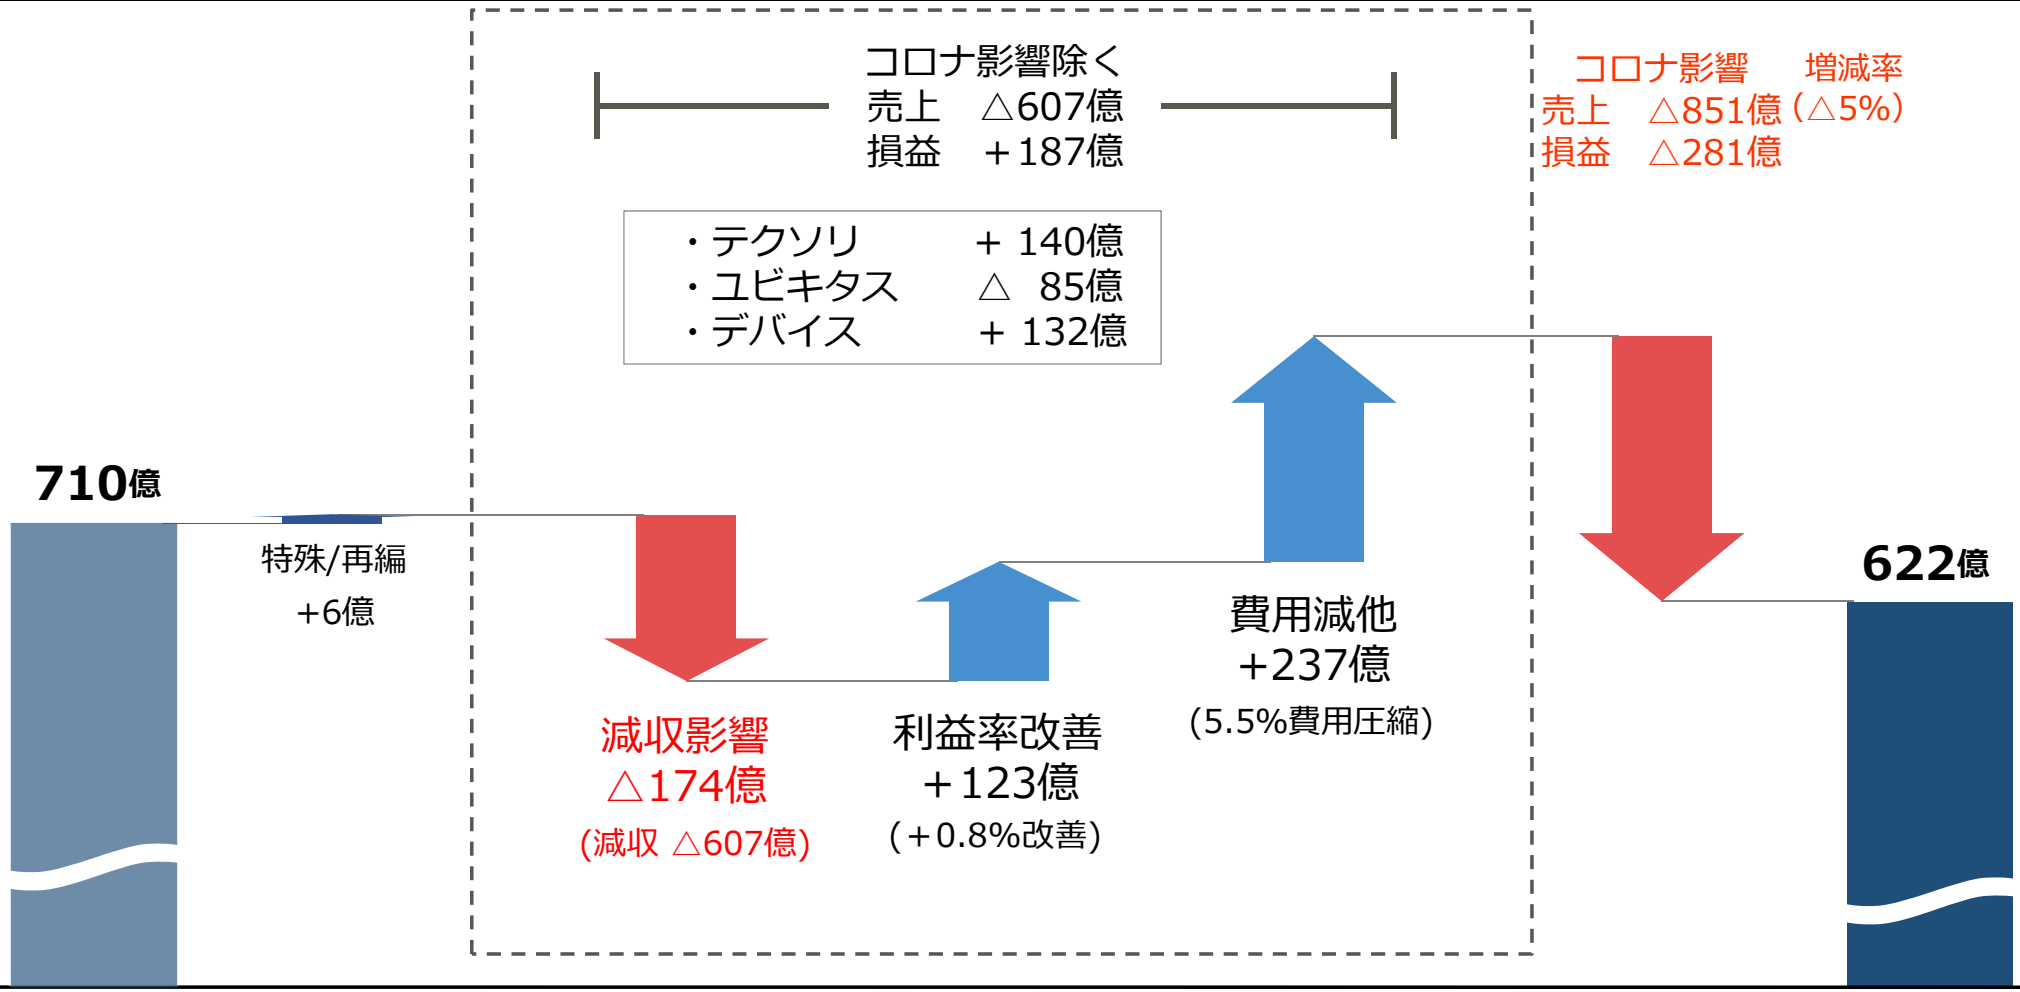 コロナ影響除く
売上 △607億
損益 +187億
コロナ影響 増減率
売上 △851億(△5%)
損益 △281億
・テクソリ + 140億
・ユビキタス △ 85億
・デバイス + 132億
710億
特殊/再編
+6億
減収影響
△174億
(減収 △607億)
利益率改善
+123億
(+0.8%改善)
費用減他
+237億
(5.5%費用圧縮)
622億